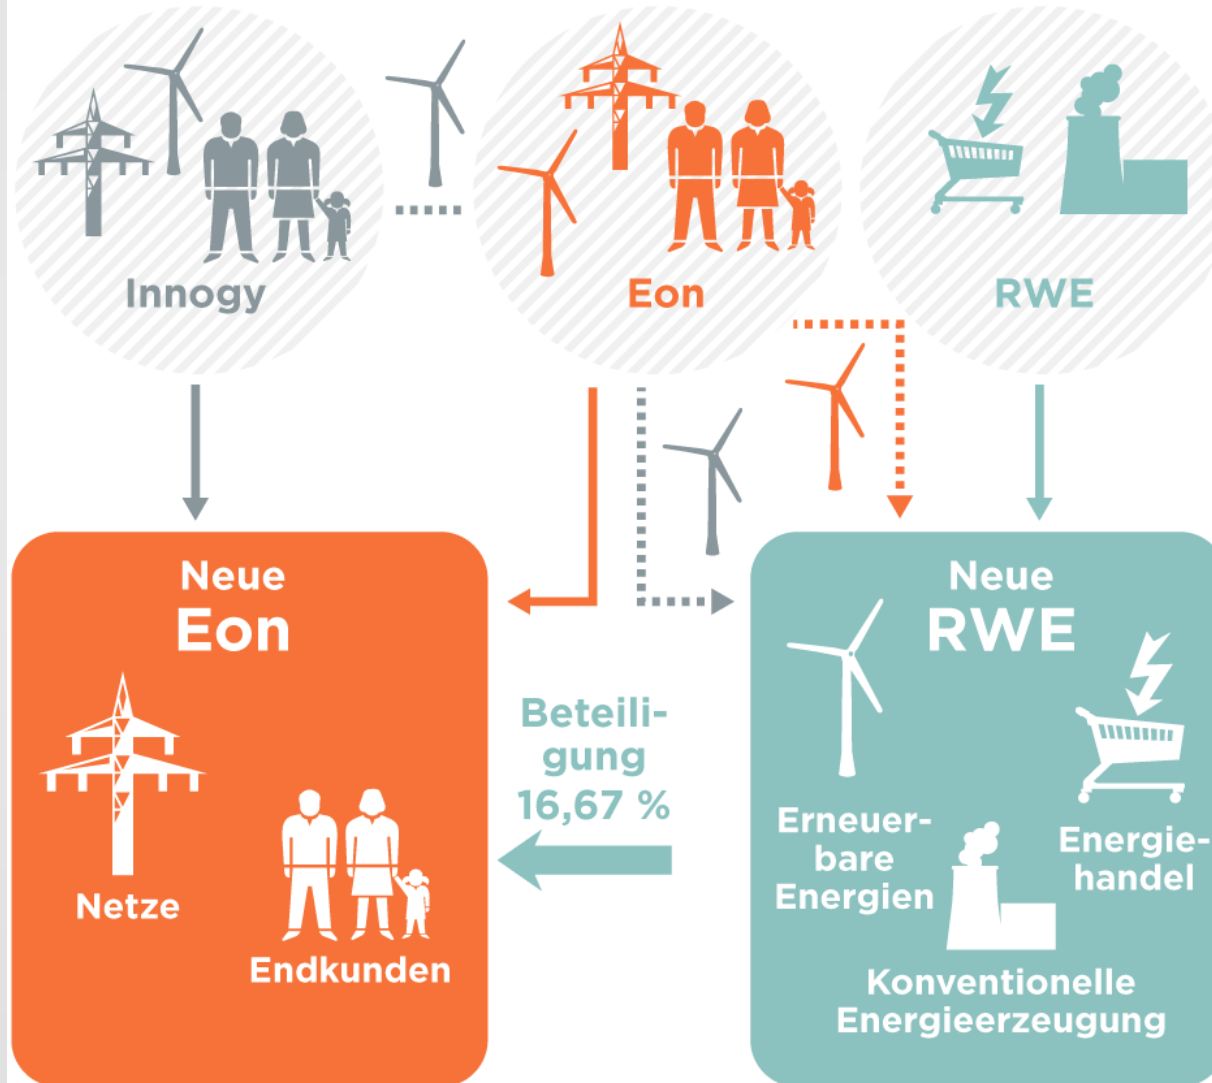 Innogy
Eon
RWE
Neue
Eon
Netze
Endkunden
Beteili-
gung
16,67 %
Neue
RWE
Erneuer-
bare
Energien
Energie-
handel
Konventionelle
Energieerzeugung